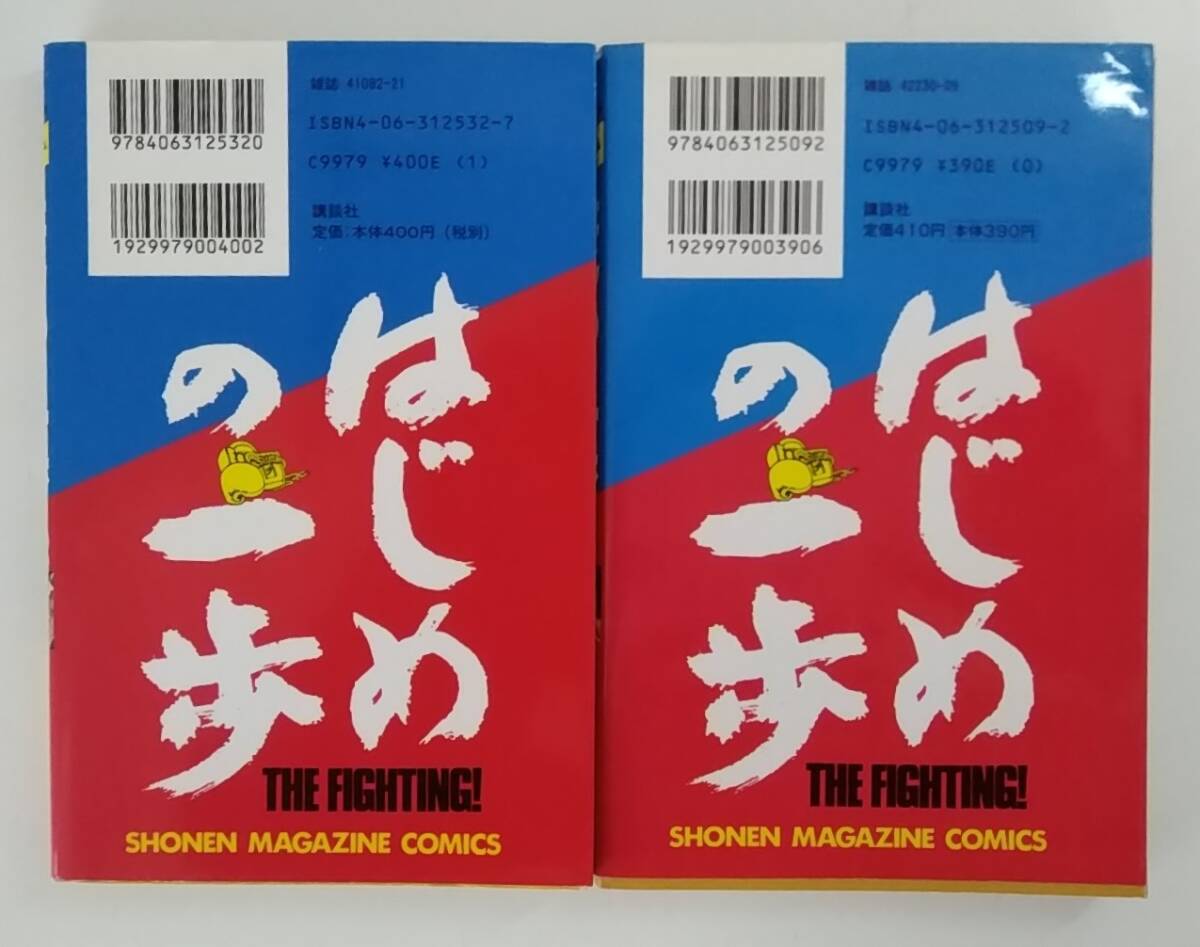 9784063125320
1929979004002
雑誌 41082-21
ISBN4-06-312532-7
C9979 ¥400E (1)
講談社
定価:本体400円(税別)
はじめ
の一歩
THE FIGHTING!
SHONEN MAGAZINE COMICS
9784063125092
1929979003906
雑誌 42230-09
ISBN4-06-312509-2
C9979 ¥390E (0)
講談社
定価410円 本体390円
はじめ
の一歩
THE FIGHTING!
SHONEN MAGAZINE COMICS